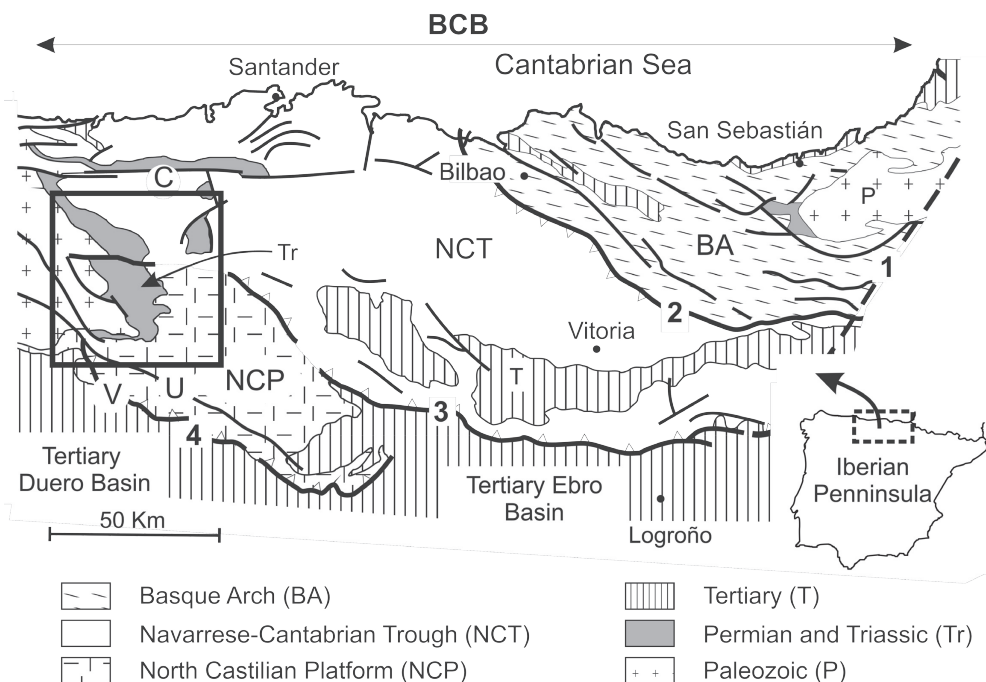 BCB
Santander
Cantabrian Sea
San Sebastián
Bilbao
C
P
NCT
BA
Tr
1
2
Vitoria
NCP
T
V
U
3
4
Tertiary
Duero Basin
Tertiary Ebro
Basin
Iberian
Penninsula
50 Km
Logroño
Basque Arch (BA)
Tertiary (T)
Navarrese-Cantabrian Trough (NCT)
Permian and Triassic (Tr)
North Castilian Platform (NCP)
Paleozoic (P)